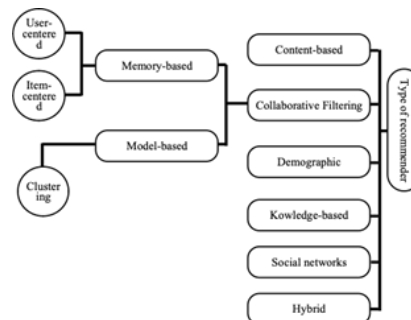 User-
centere
d
Item-
centere
d
Memory-based
Model-based
Cluster
ing
Content-based
Collaborative Filtering
Demographic
Kowledge-based
Social networks
Hybrid
Type of recommender